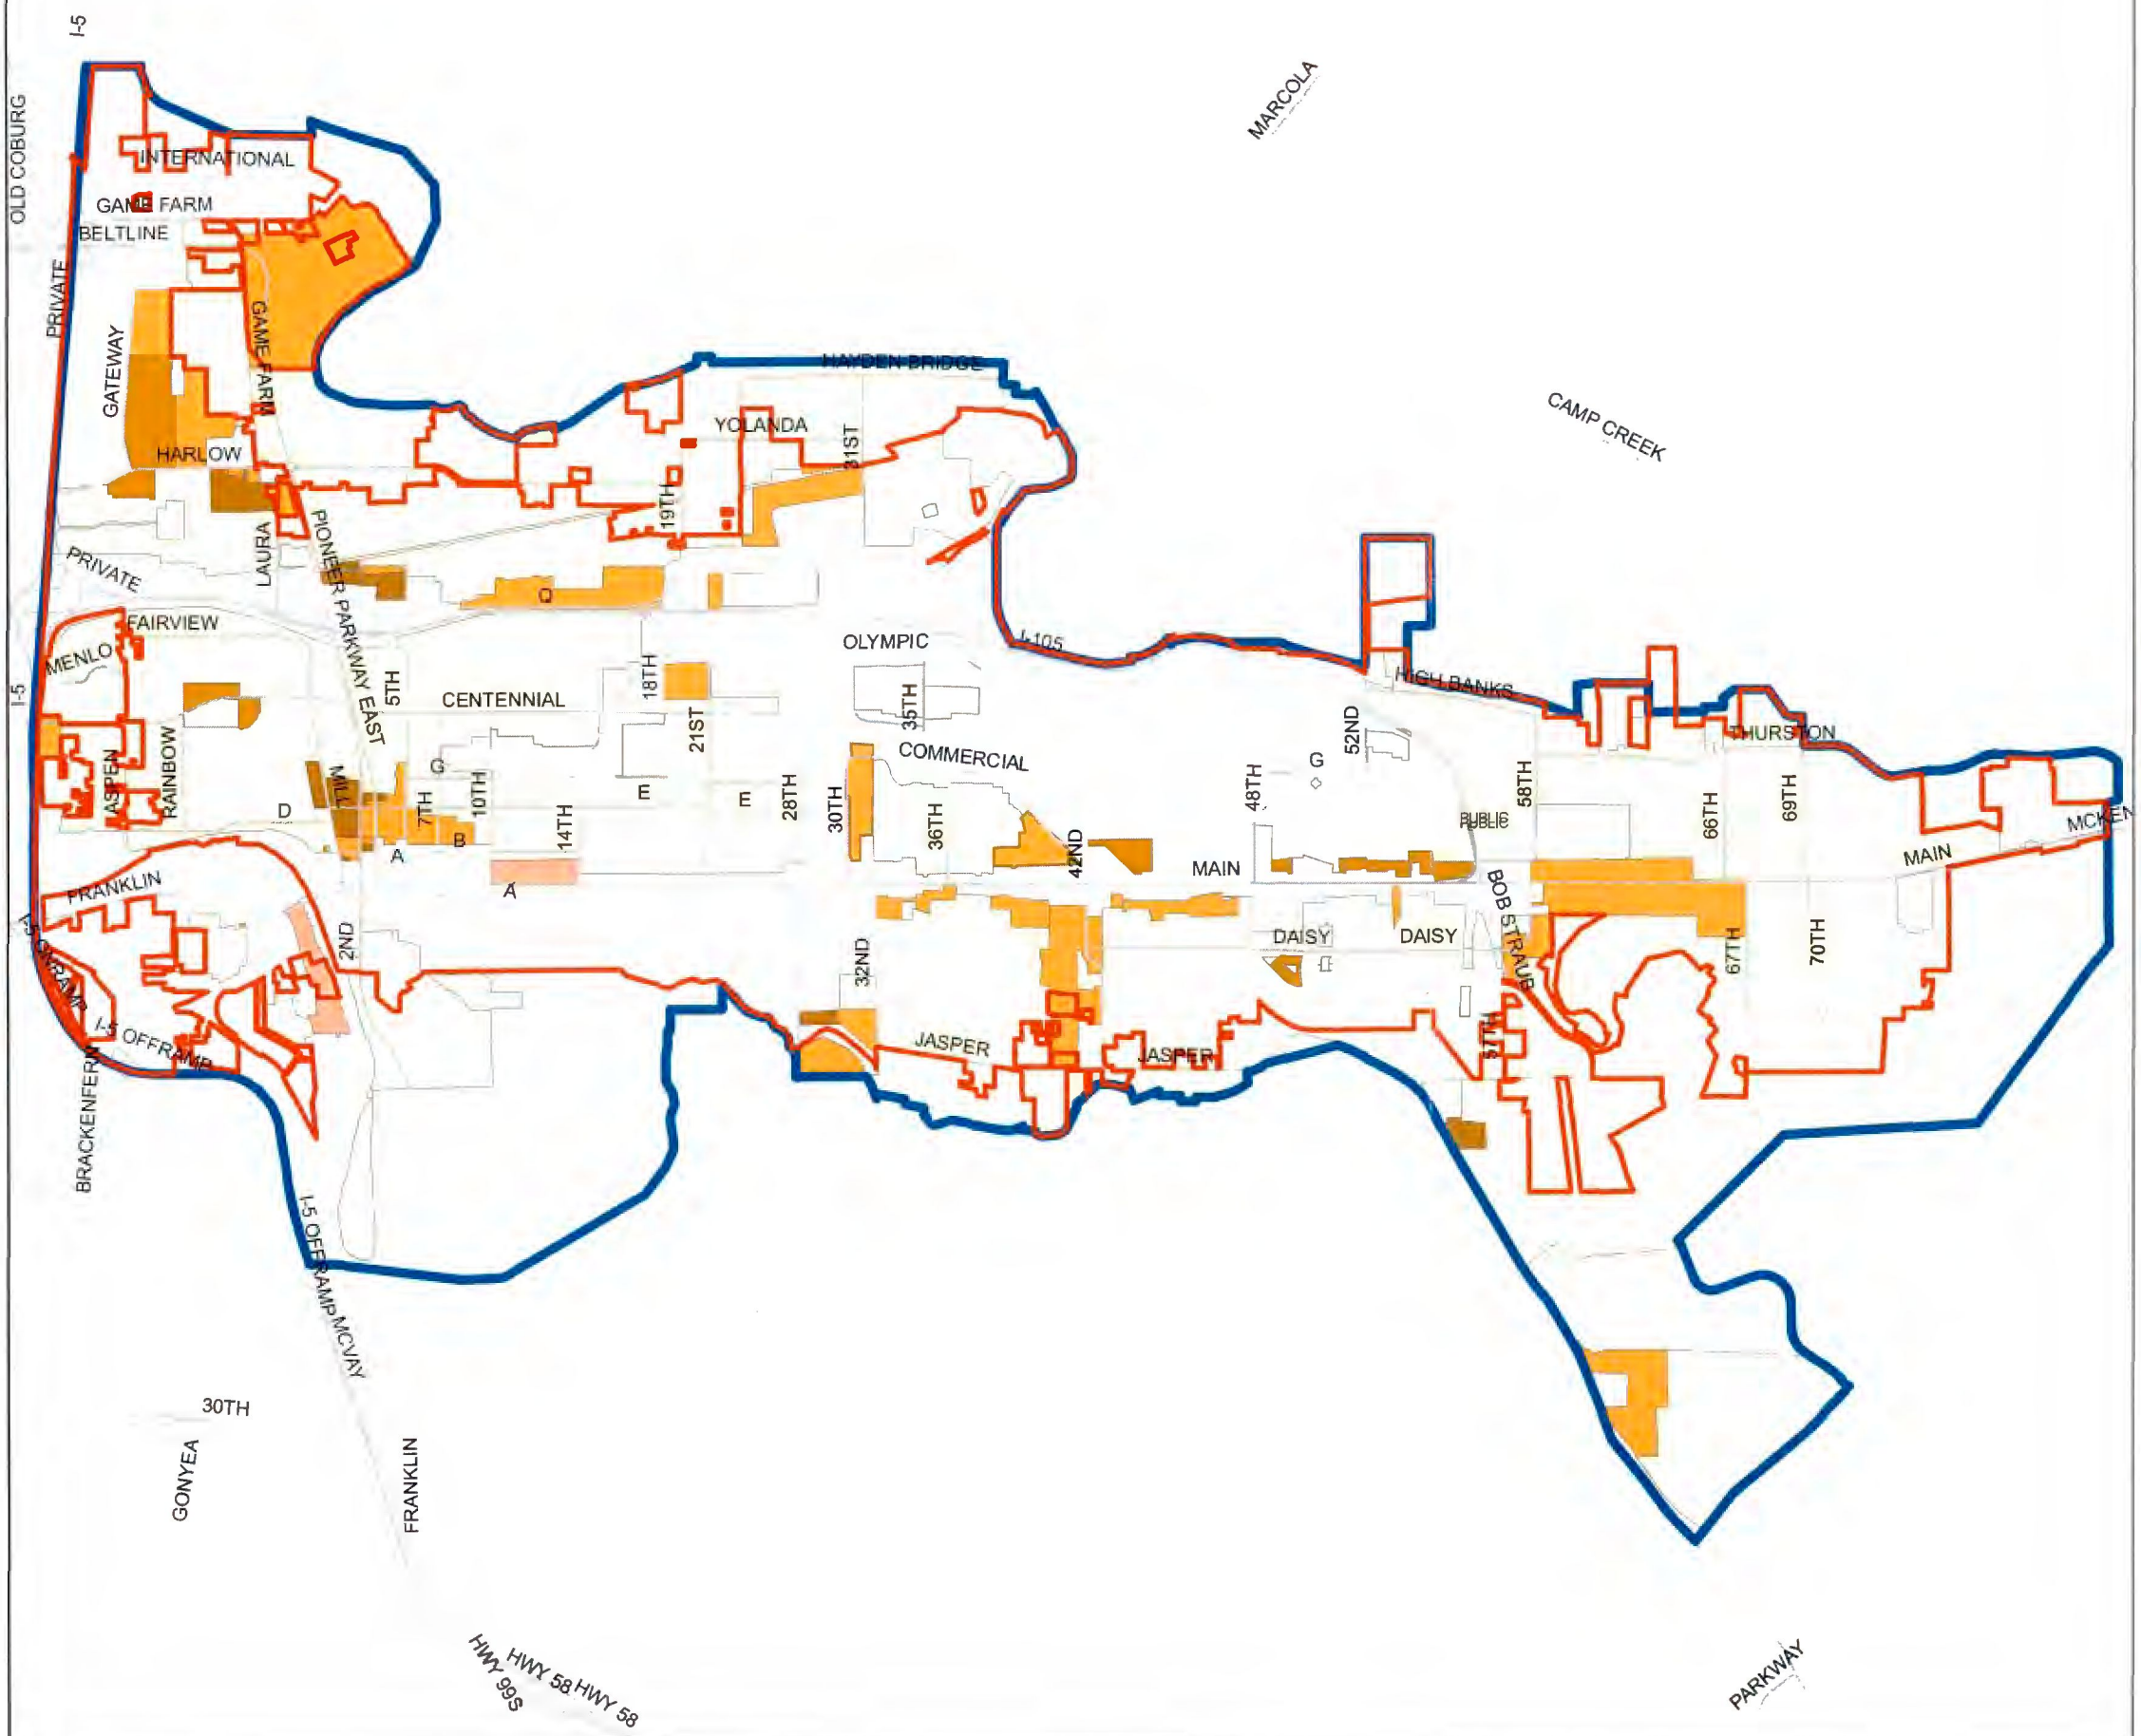 I-5
MARCOLA
OLD COBURG
INTERNATIONAL
GAME FARM
BELTLINE
PRIVATE
GATEWAY
GAME FARM
HAYDEN BRIDGE
CAMP CREEK
YOLANDA
31ST
HARLOW
19TH
LAURA
PIONEER PARKWAY EAST
PRIVATE
Q
FAIRVIEW
MENLO
OLYMPIC
I-105
I-5
5TH
CENTENNIAL
18TH
35TH
HIGH BANKS
21ST
52ND
THURSTON
COMMERCIAL
ASPEN
RAINBOW
MILL
G
10TH
E
E
28TH
30TH
48TH
G
58TH
66TH
69TH
D
7TH
14TH
36TH
PUBLIC
MCKEN
B
A
42ND
MAIN
MAIN
FRANKLIN
A
BOB STRAUB
I-5 ONRAMP
2ND
32ND
DAISY
DAISY
67TH
70TH
I-5 OFFRAMP
JASPER
JASPER
57TH
BRACKENFERN
I-5 OFFRAMP
MCVAY
30TH
GONYEA
FRANKLIN
HWY 99S
HWY 58
HWY 58
PARKWAY